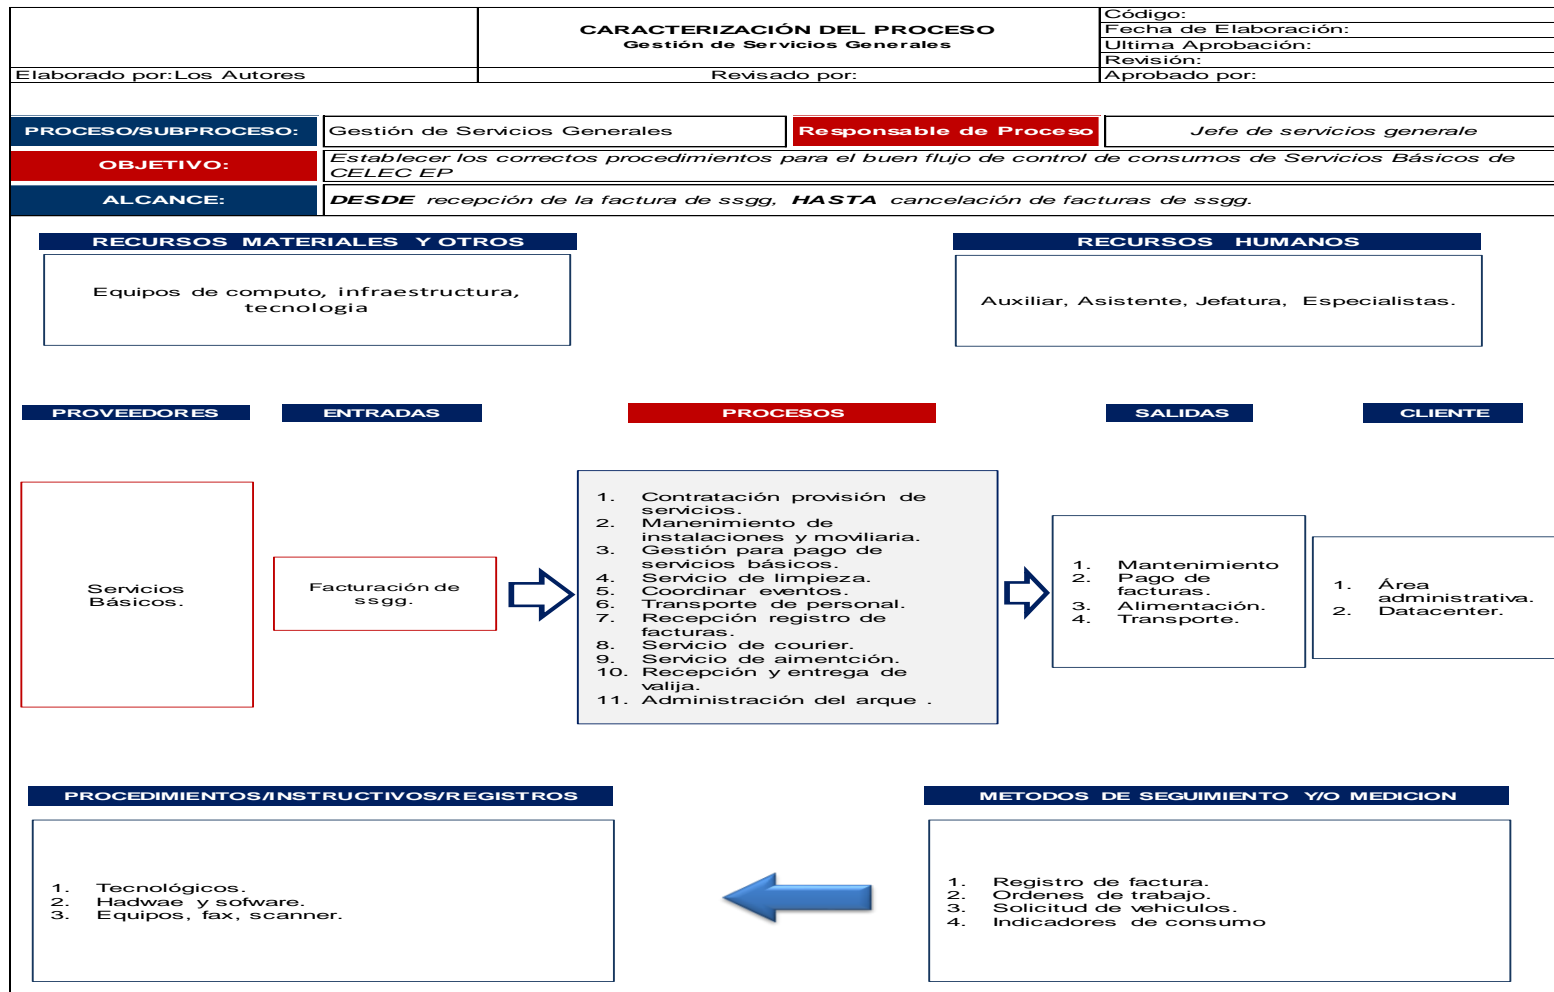 CARACTERIZACIÓN DEL PROCESO
Gestión de Servicios Generales
Código:
Fecha de Elaboración:
Ultima Aprobación:
Revisión:
Elaborado por:Los Autores
Revisado por:
Aprobado por:
PROCESO/SUBPROCESO:
Gestión de Servicios Generales
Responsable de Proceso
Jefe de servicios generale
OBJETIVO:
Establecer los correctos procedimientos para el buen flujo de control de consumos de Servicios Básicos de
CELEC EP
ALCANCE:
DESDE recepción de la factura de ssgg, HASTA cancelación de facturas de ssgg.
RECURSOS MATERIALES Y OTROS
Equipos de computo, infraestructura,
tecnologia
RECURSOS HUMANOS
Auxiliar, Asistente, Jefatura, Especialistas.
PROVEEDORES
ENTRADAS
PROCESOS
SALIDAS
CLIENTE
Servicios
Básicos.
Facturación de
ssgg.
1. Contratación provisión de
servicios.
2. Manenimiento de
instalaciones y moviliaria.
3. Gestión para pago de
servicios básicos.
4. Servicio de limpieza.
5. Coordinar eventos.
6. Transporte de personal.
7. Recepción registro de
facturas.
8. Servicio de courier.
9. Servicio de aimentción.
10. Recepción y entrega de
valija.
11. Administración del arque .
1. Mantenimiento
2. Pago de
facturas.
3. Alimentación.
4. Transporte.
1. Área
administrativa.
2. Datacenter.
PROCEDIMIENTOS/INSTRUCTIVOS/REGISTROS
1. Tecnológicos.
2. Hadwae y sofware.
3. Equipos, fax, scanner.
METODOS DE SEGUIMIENTO Y/O MEDICION
1. Registro de factura.
2. Ordenes de trabajo.
3. Solicitud de vehiculos.
4. Indicadores de consumo